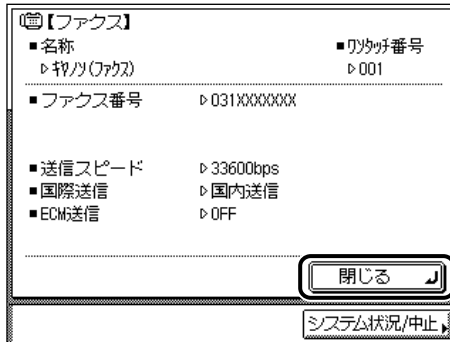 【ファクス】
■名称 ■ワンタッチ番号
▷キヤノン(ファクス) ▷001
■ファクス番号 ▷031XXXXXXX
■送信スピード ▷33600bps
■国際送信 ▷国内送信
■ECM送信 ▷OFF
閉じる
システム状況/中止